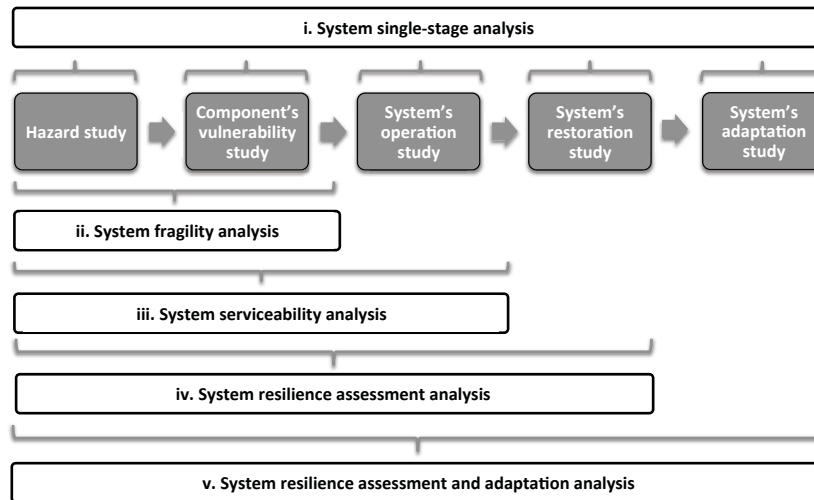 i. System single-stage analysis
Hazard study
Component's
vulnerability
study
System's
operation
study
System's
restoration
study
System's
adaptation
study
ii. System fragility analysis
iii. System serviceability analysis
iv. System resilience assessment analysis
v. System resilience assessment and adaptation analysis